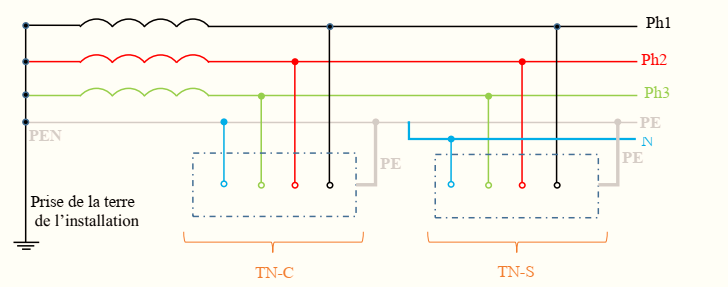 Ph1
Ph2
Ph3
PEN
PE
N
PE
PE
Prise de la terre
de l’installation
TN-C
TN-S